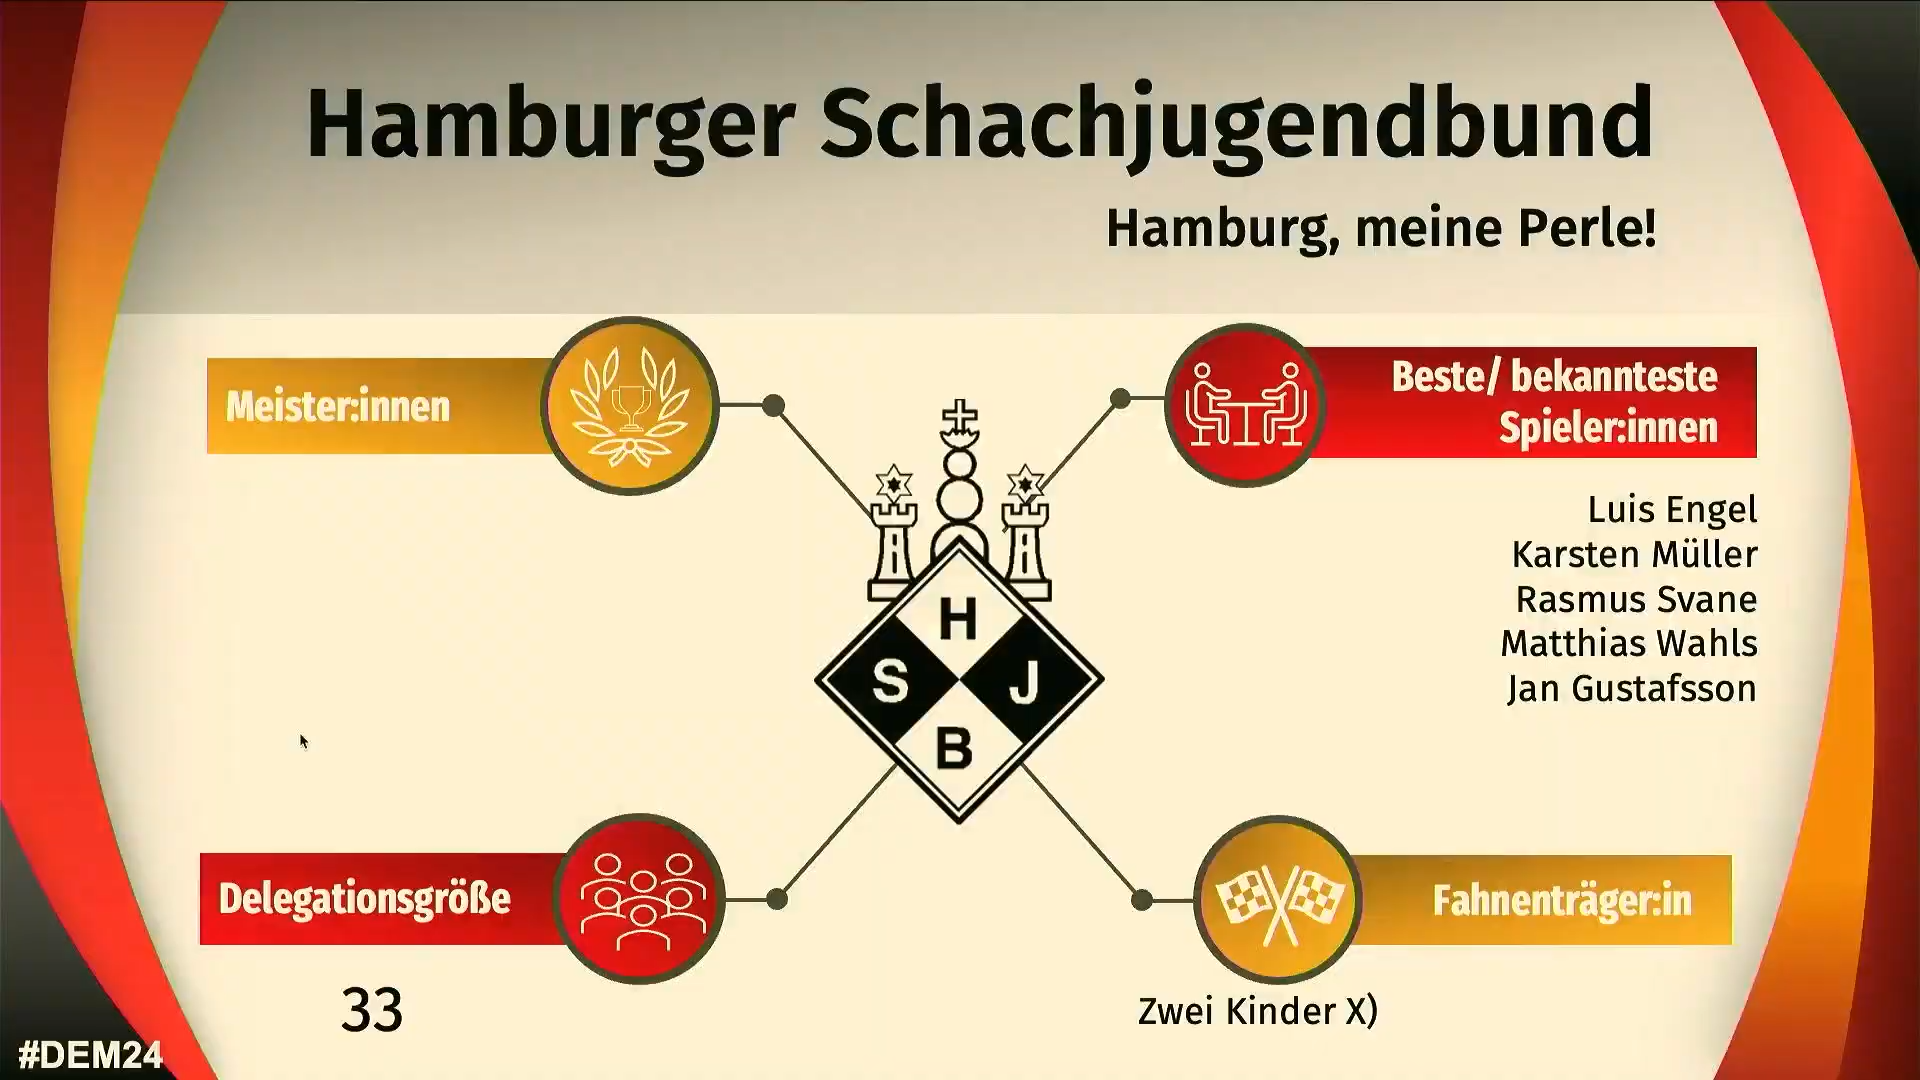 Hamburger Schachjugendbund
Hamburg, meine Perle!
Meister:innen
Beste/ bekannteste
Spieler:innen
Luis Engel
Karsten Müller
Rasmus Svane
Matthias Wahls
Jan Gustafsson
H
S J
B
Delegationsgröße
33
Fahnenträger:in
Zwei Kinder X)
#DEM24